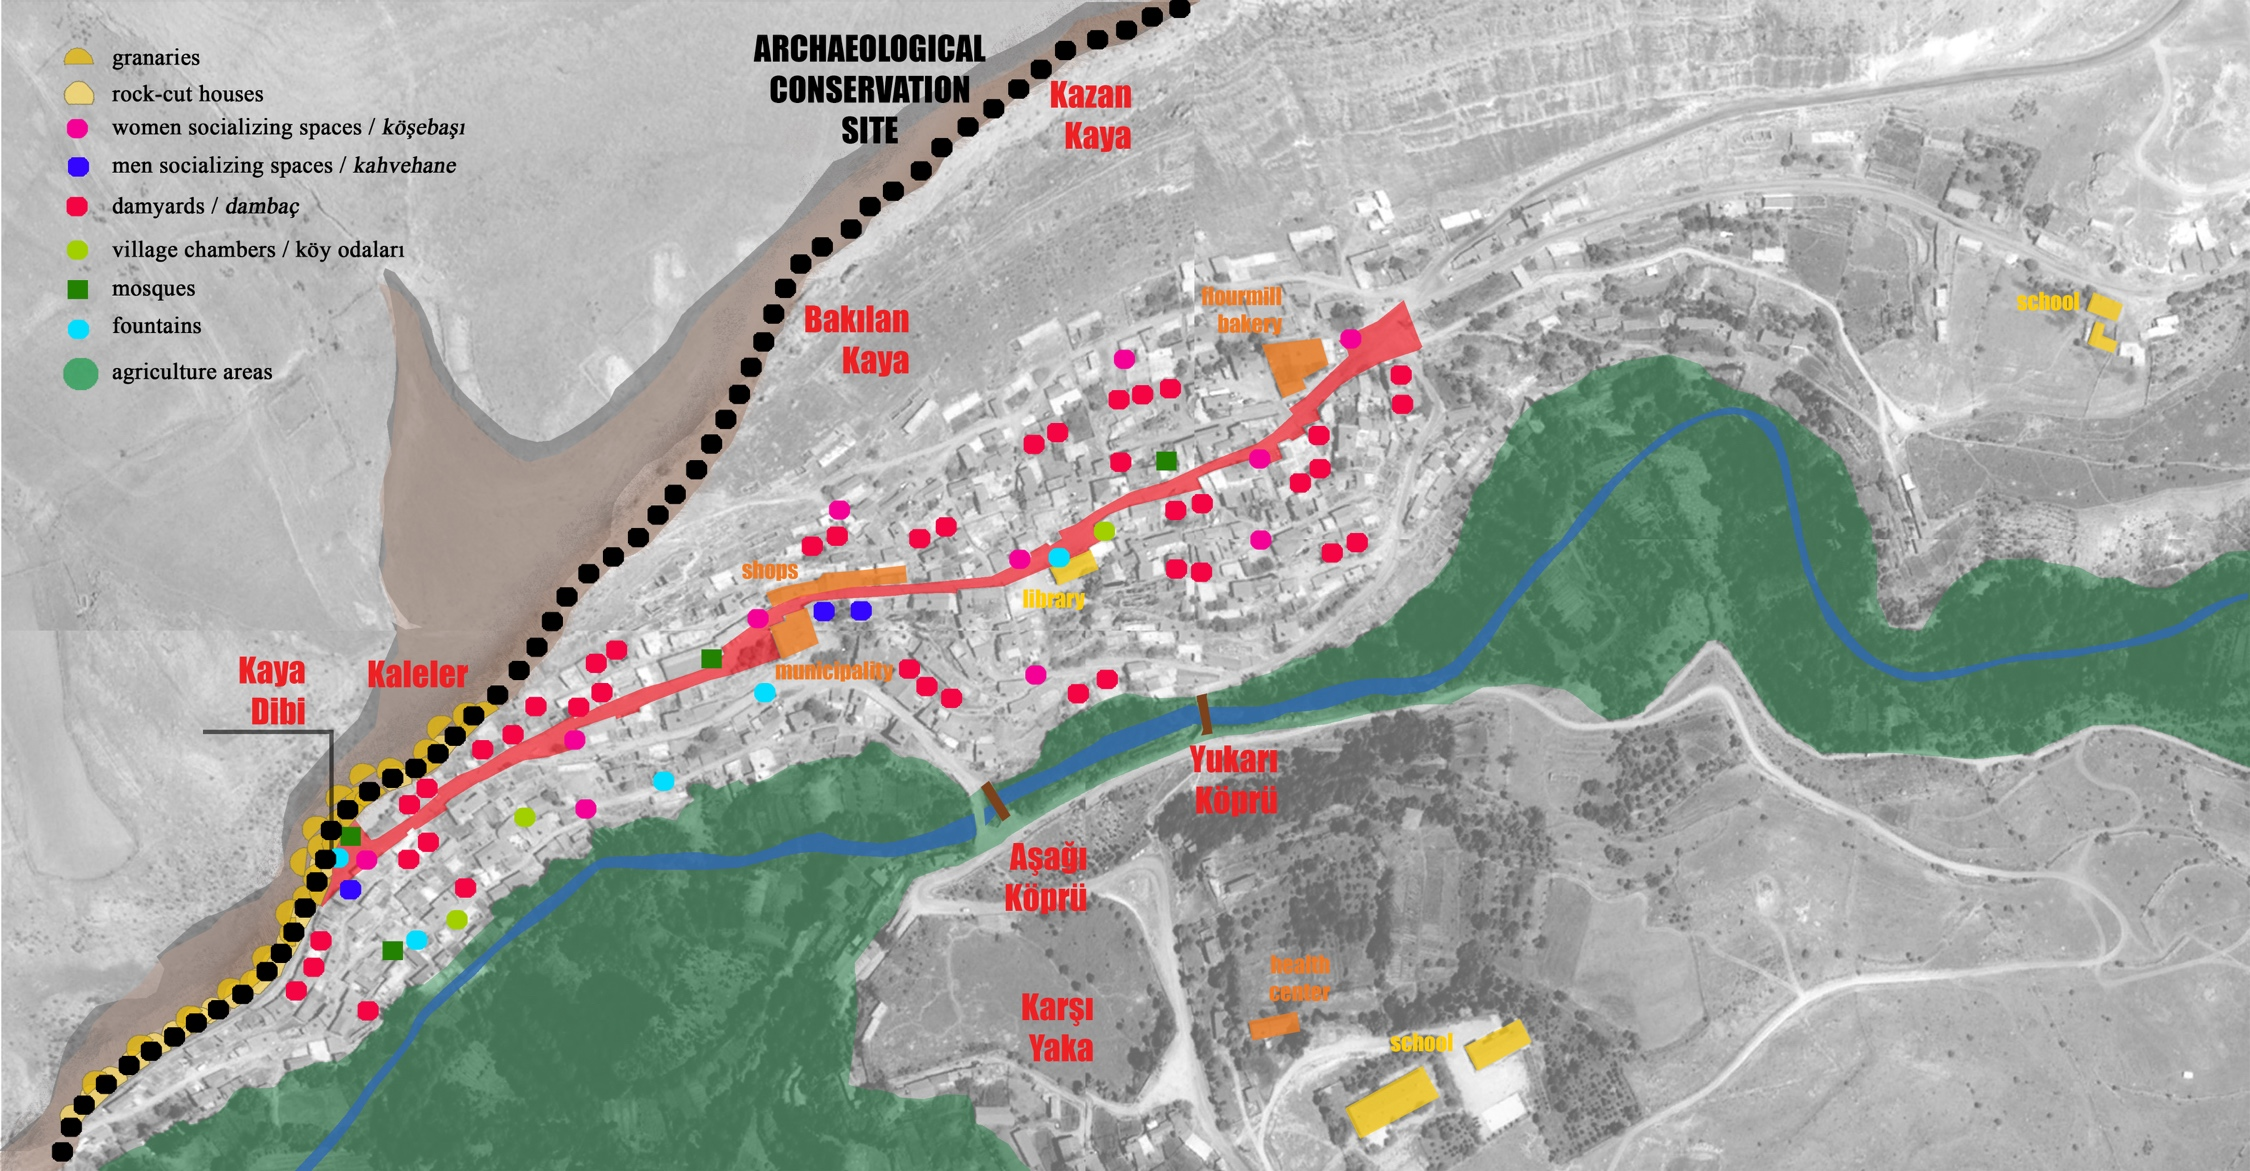 granaries
rock-cut houses
women socializing spaces / köşebaşı
men socializing spaces / kahvehane
damyards / dambaç
village chambers / köy odaları
mosques
fountains
agriculture areas
ARCHAEOLOGICAL
CONSERVATION
SITE
Kazan
Kaya
Bakılan
Kaya
flourmill
bakery
school
shops
library
municipality
Kaya
Dibi
Kaleler
Yukarı
Köprü
Aşağı
Köprü
Karşı
Yaka
health
center
school